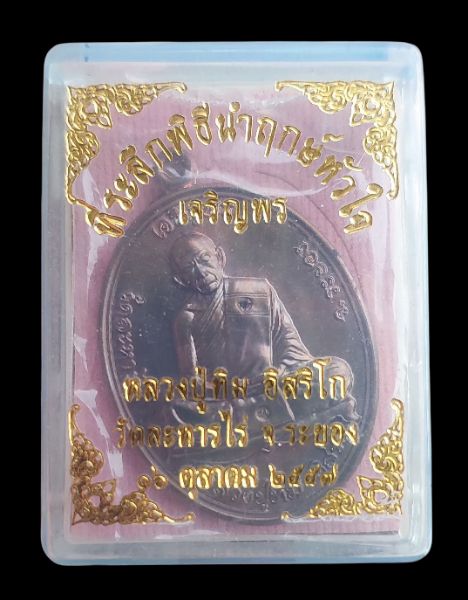 ที่ระลึกพิธีนำฤกษ์หัวใจ
เจริญพร
หลวงปู่ทิม อิสริโก
วัดละหารไร่ จ.ระยอง
๑๖ ตุลาคม ๒๕๕๗